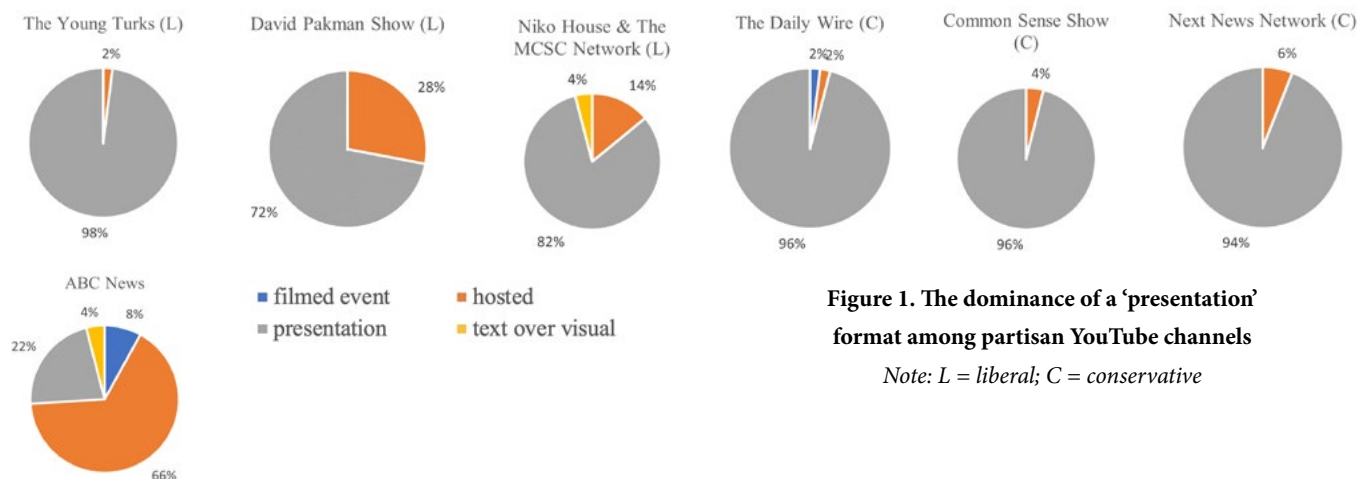 The Young Turks (L)
2%
98%
David Pakman Show (L)
28%
72%
Niko House & The
MCSC Network (L)
4%
14%
82%
The Daily Wire (C)
2%
2%
96%
Common Sense Show
(C)
4%
96%
Next News Network (C)
6%
94%
ABC News
4%
8%
22%
66%
filmed event
hosted
presentation
text over visual
Figure 1. The dominance of a ‘presentation’
format among partisan YouTube channels
Note: L = liberal; C = conservative